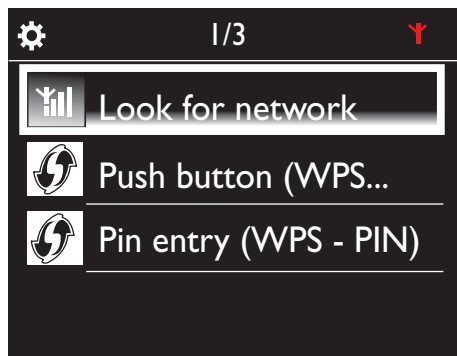 1/3
Look for network
Push button (WPS...
Pin entry (WPS - PIN)